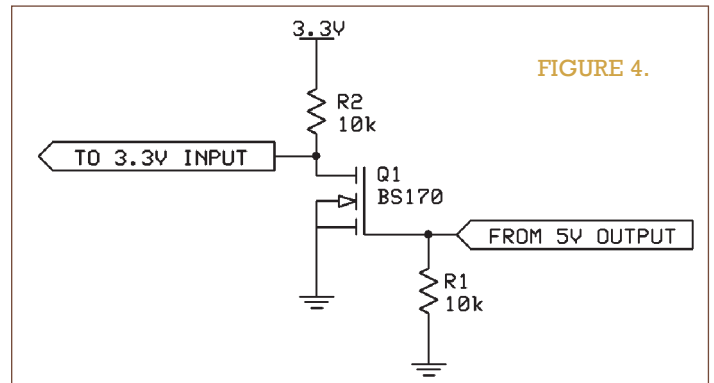 3.3V
FIGURE 4.
R2
10k
TO 3.3V INPUT
Q1
BS170
FROM 5V OUTPUT
R1
10k